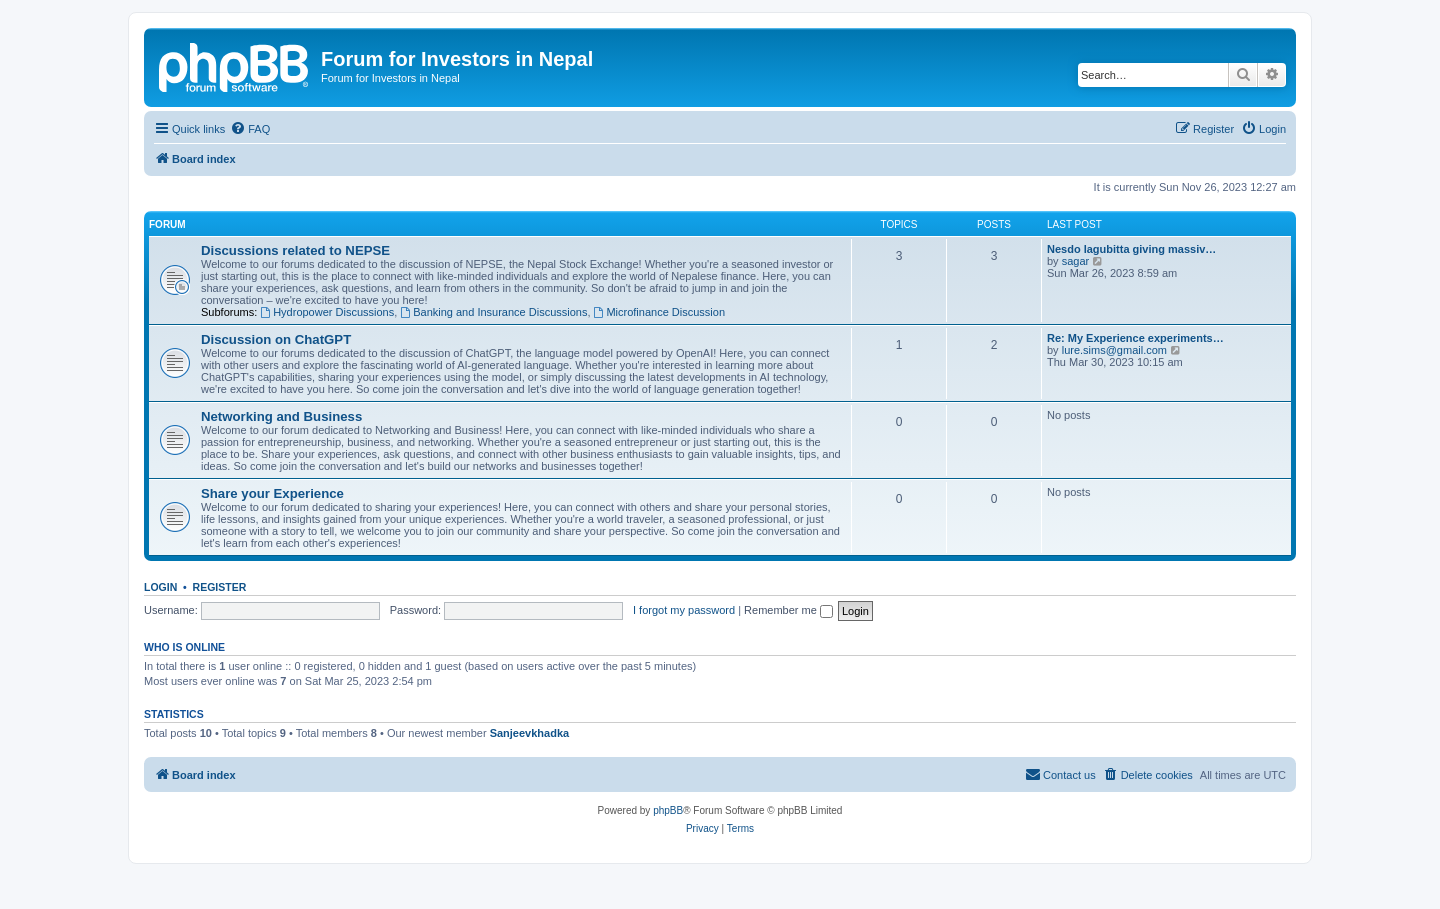 phpBB
forum software ®
Forum for Investors in Nepal
Forum for Investors in Nepal
Search…
Quick links FAQ Register Login
Board index
It is currently Sun Nov 26, 2023 12:27 am
FORUM TOPICS POSTS LAST POST
Discussions related to NEPSE
Welcome to our forums dedicated to the discussion of NEPSE, the Nepal Stock Exchange! Whether you're a seasoned investor or
just starting out, this is the place to connect with like-minded individuals and explore the world of Nepalese finance. Here, you can
share your experiences, ask questions, and learn from others in the community. So don't be afraid to jump in and join the
conversation – we're excited to have you here!
Subforums: Hydropower Discussions, Banking and Insurance Discussions, Microfinance Discussion
3 3
Nesdo lagubitta giving massiv…
by sagar
Sun Mar 26, 2023 8:59 am
Discussion on ChatGPT
Welcome to our forums dedicated to the discussion of ChatGPT, the language model powered by OpenAI! Here, you can connect
with other users and explore the fascinating world of AI-generated language. Whether you're interested in learning more about
ChatGPT's capabilities, sharing your experiences using the model, or simply discussing the latest developments in AI technology,
we're excited to have you here. So come join the conversation and let's dive into the world of language generation together!
1 2
Re: My Experience experiments…
by lure.sims@gmail.com
Thu Mar 30, 2023 10:15 am
Networking and Business
Welcome to our forum dedicated to Networking and Business! Here, you can connect with like-minded individuals who share a
passion for entrepreneurship, business, and networking. Whether you're a seasoned entrepreneur or just starting out, this is the
place to be. Share your experiences, ask questions, and connect with other business enthusiasts to gain valuable insights, tips, and
ideas. So come join the conversation and let's build our networks and businesses together!
0 0
No posts
Share your Experience
Welcome to our forum dedicated to sharing your experiences! Here, you can connect with others and share your personal stories,
life lessons, and insights gained from your unique experiences. Whether you're a world traveler, a seasoned professional, or just
someone with a story to tell, we welcome you to join our community and share your perspective. So come join the conversation and
let's learn from each other's experiences!
0 0
No posts
LOGIN • REGISTER
Username: Password: I forgot my password | Remember me Login
WHO IS ONLINE
In total there is 1 user online :: 0 registered, 0 hidden and 1 guest (based on users active over the past 5 minutes)
Most users ever online was 7 on Sat Mar 25, 2023 2:54 pm
STATISTICS
Total posts 10 • Total topics 9 • Total members 8 • Our newest member Sanjeevkhadka
Board index Contact us Delete cookies All times are UTC
Powered by phpBB® Forum Software © phpBB Limited
Privacy | Terms